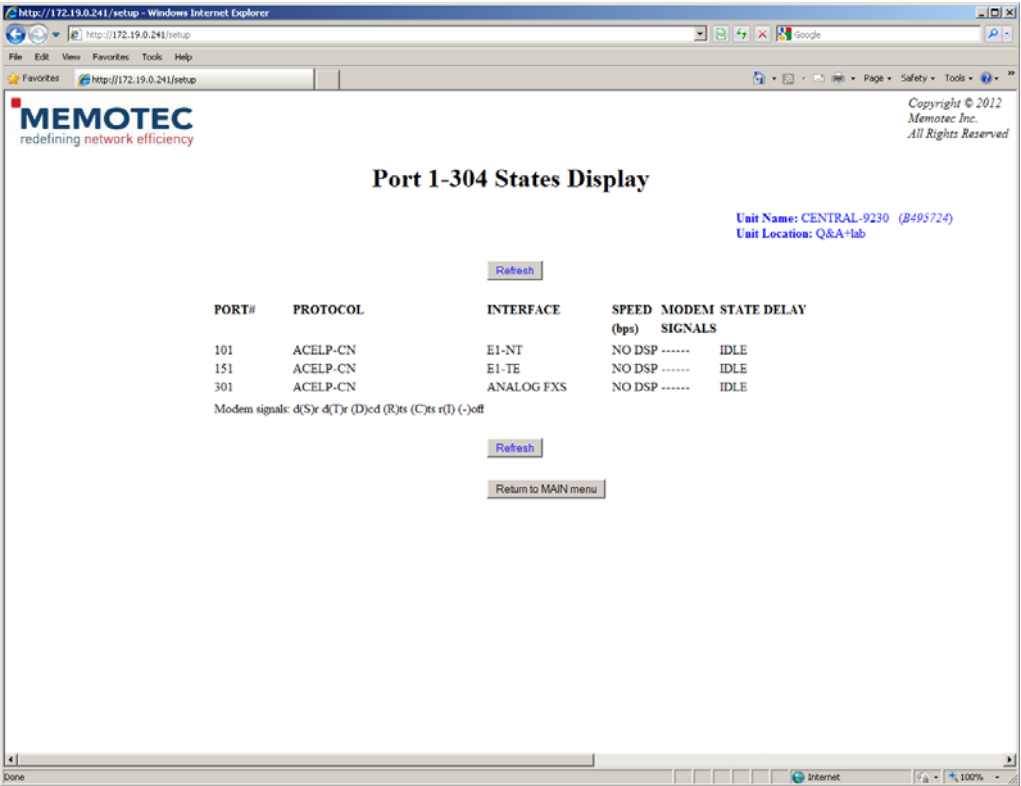 http://172.19.0.241/setup - Windows Internet Explorer
http://172.19.0.241/setup
Google
File Edit View Favorites Tools Help
Favorites http://172.19.0.241/setup Page Safety Tools
MEMOTEC
redefining network efficiency
Copyright © 2012
Memotec Inc.
All Rights Reserved
Port 1-304 States Display
Unit Name: CENTRAL-9230 (B495724)
Unit Location: Q&A+lab
Refresh
PORT# PROTOCOL INTERFACE SPEED MODEM STATE DELAY
(bps) SIGNALS
101 ACELP-CN E1-NT NO DSP ------ IDLE
151 ACELP-CN E1-TE NO DSP ------ IDLE
301 ACELP-CN ANALOG FXS NO DSP ------ IDLE
Modem signals: d(S)r d(T)r (D)cd (R)ts (C)ts r(I) (-)off
Refresh
Return to MAIN menu
Done Internet 100%